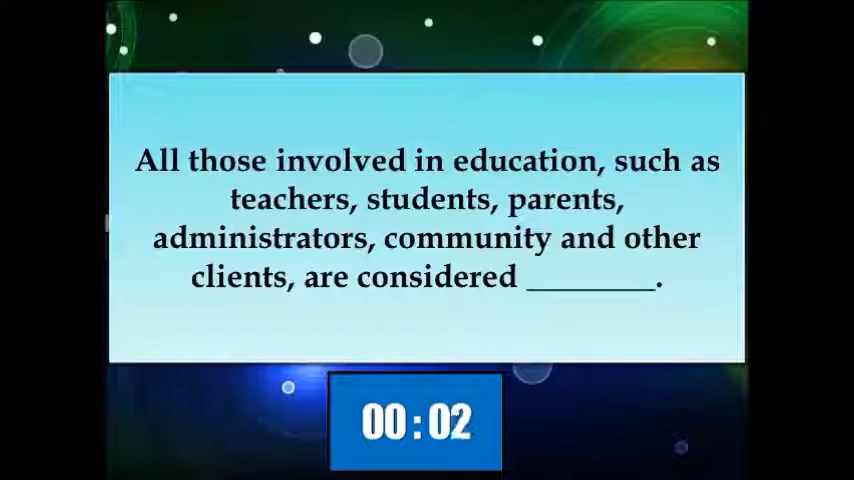 All those involved in education, such as
teachers, students, parents,
administrators, community and other
clients, are considered _________.
00:02